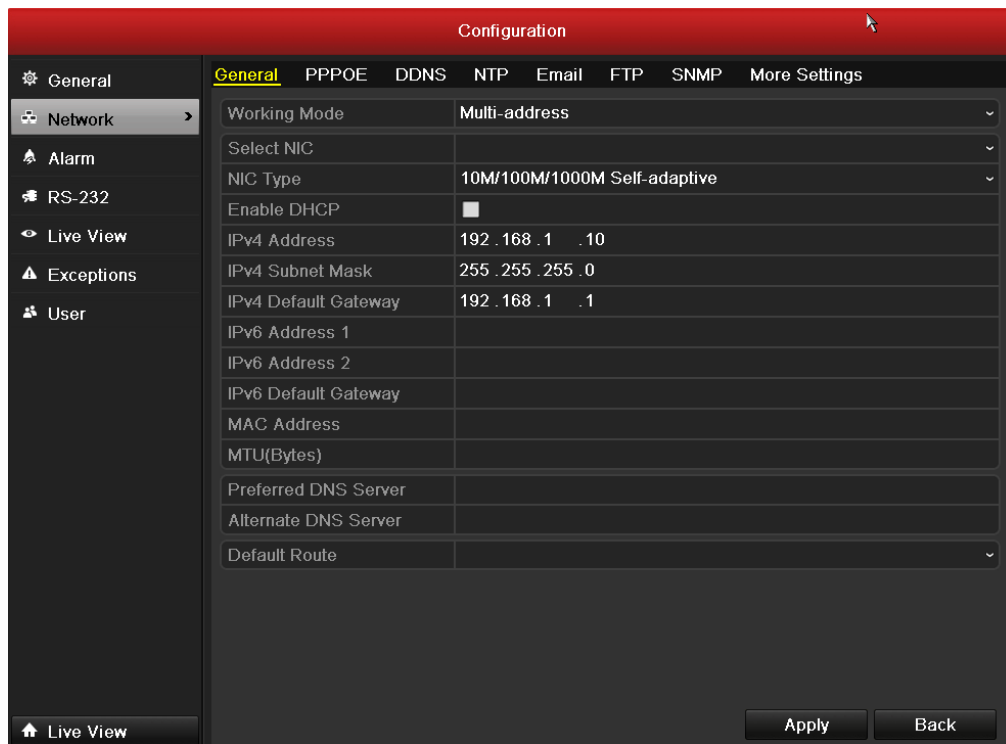 Configuration
General
Network
Alarm
RS-232
Live View
Exceptions
User
Live View
General PPPOE DDNS NTP Email FTP SNMP More Settings
Working Mode Multi-address
Select NIC
NIC Type 10M/100M/1000M Self-adaptive
Enable DHCP
IPv4 Address 192 .168 .1 .10
IPv4 Subnet Mask 255 .255 .255 .0
IPv4 Default Gateway 192 .168 .1 .1
IPv6 Address 1
IPv6 Address 2
IPv6 Default Gateway
MAC Address
MTU(Bytes)
Preferred DNS Server
Alternate DNS Server
Default Route
Apply Back